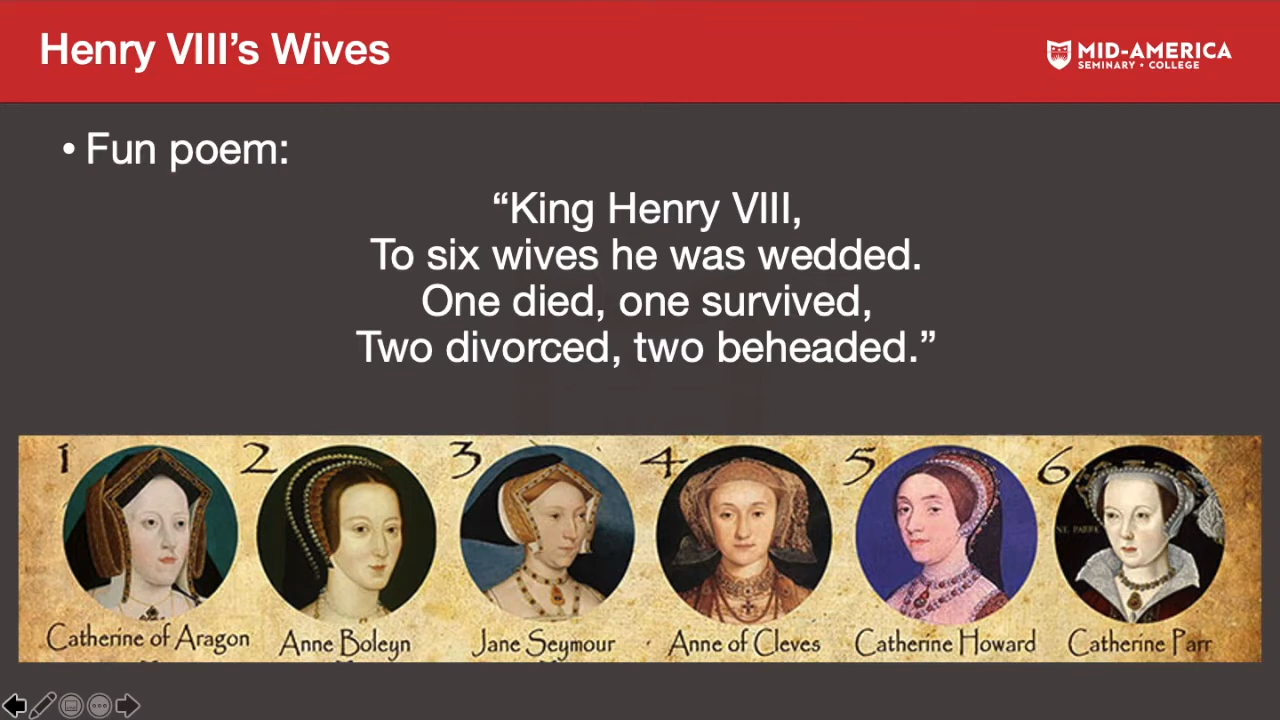 Henry VIII’s Wives
MID-AMERICA
SEMINARY • COLLEGE
• Fun poem:
“King Henry VIII,
To six wives he was wedded.
One died, one survived,
Two divorced, two beheaded.”
1 2 3 4 5 6
Catherine of Aragon Anne Boleyn Jane Seymour Anne of Cleves Catherine Howard Catherine Parr